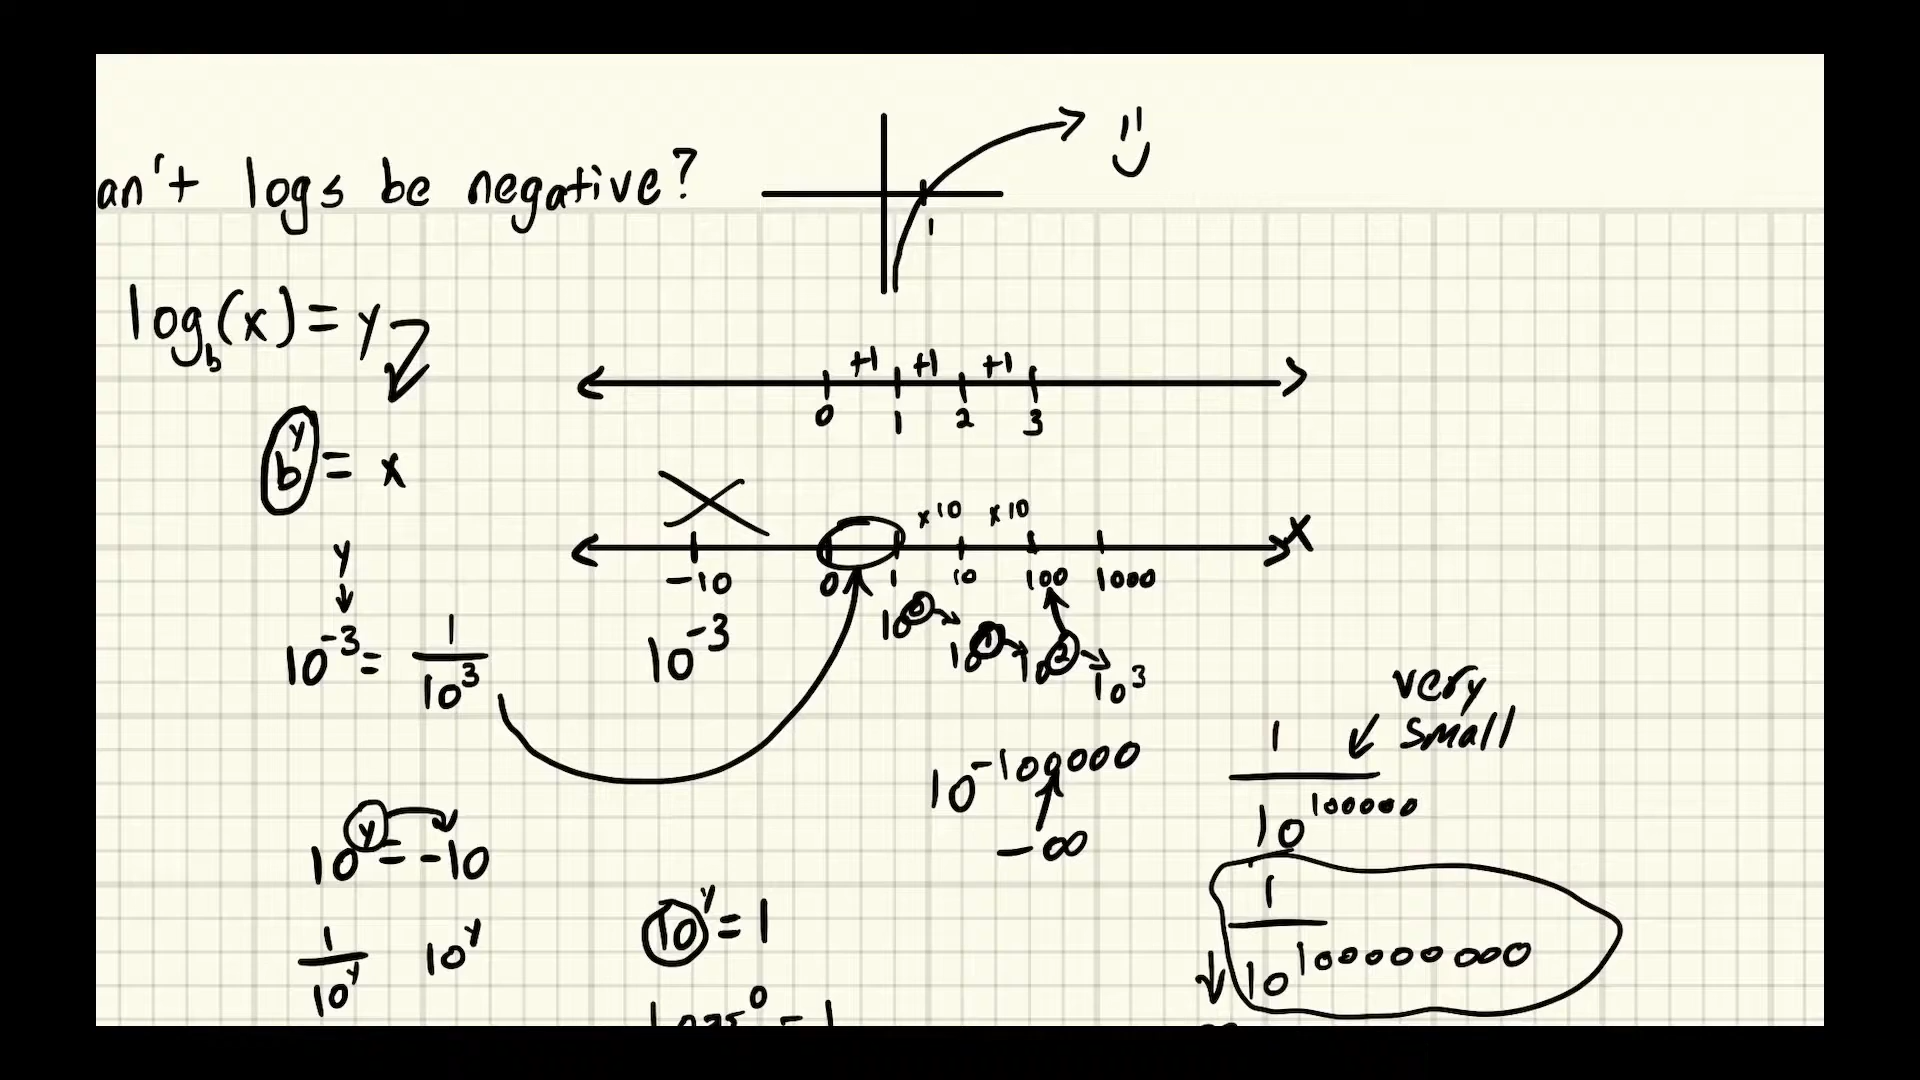 an't logs be negative?
1
log_b(x) = y
+1 +1 +1
0 1 2 3
b^y = x
x10 x10
X
-10 0 1 10 100 1000
y
10^-3 = 1/10^3
10^-3
10^0 10^1 10^2 10^3
very
small
10^-100000
1/10^100000
-∞
10^y = -10
1/10^y 10^y
10^y = 1
1/10^100000000